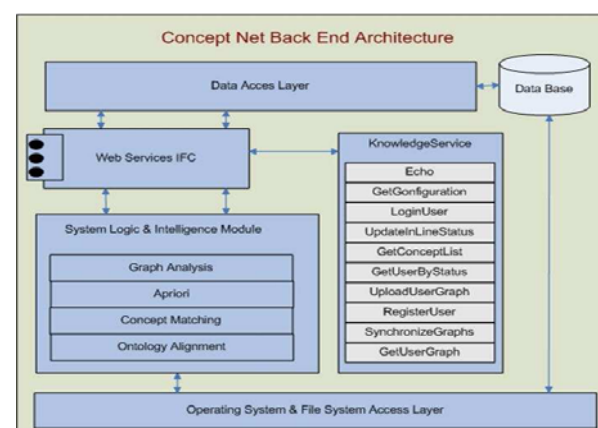 Concept Net Back End Architecture
Data Acces Layer
Data Base
Web Services IFC
KnowledgeService
Echo
GetGonfiguration
LoginUser
UpdateInLineStatus
GetConceptList
GetUserByStatus
UploadUserGraph
RegisterUser
SynchronizeGraphs
GetUserGraph
System Logic & Intelligence Module
Graph Analysis
Apriori
Concept Matching
Ontology Alignment
Operating System & File System Access Layer